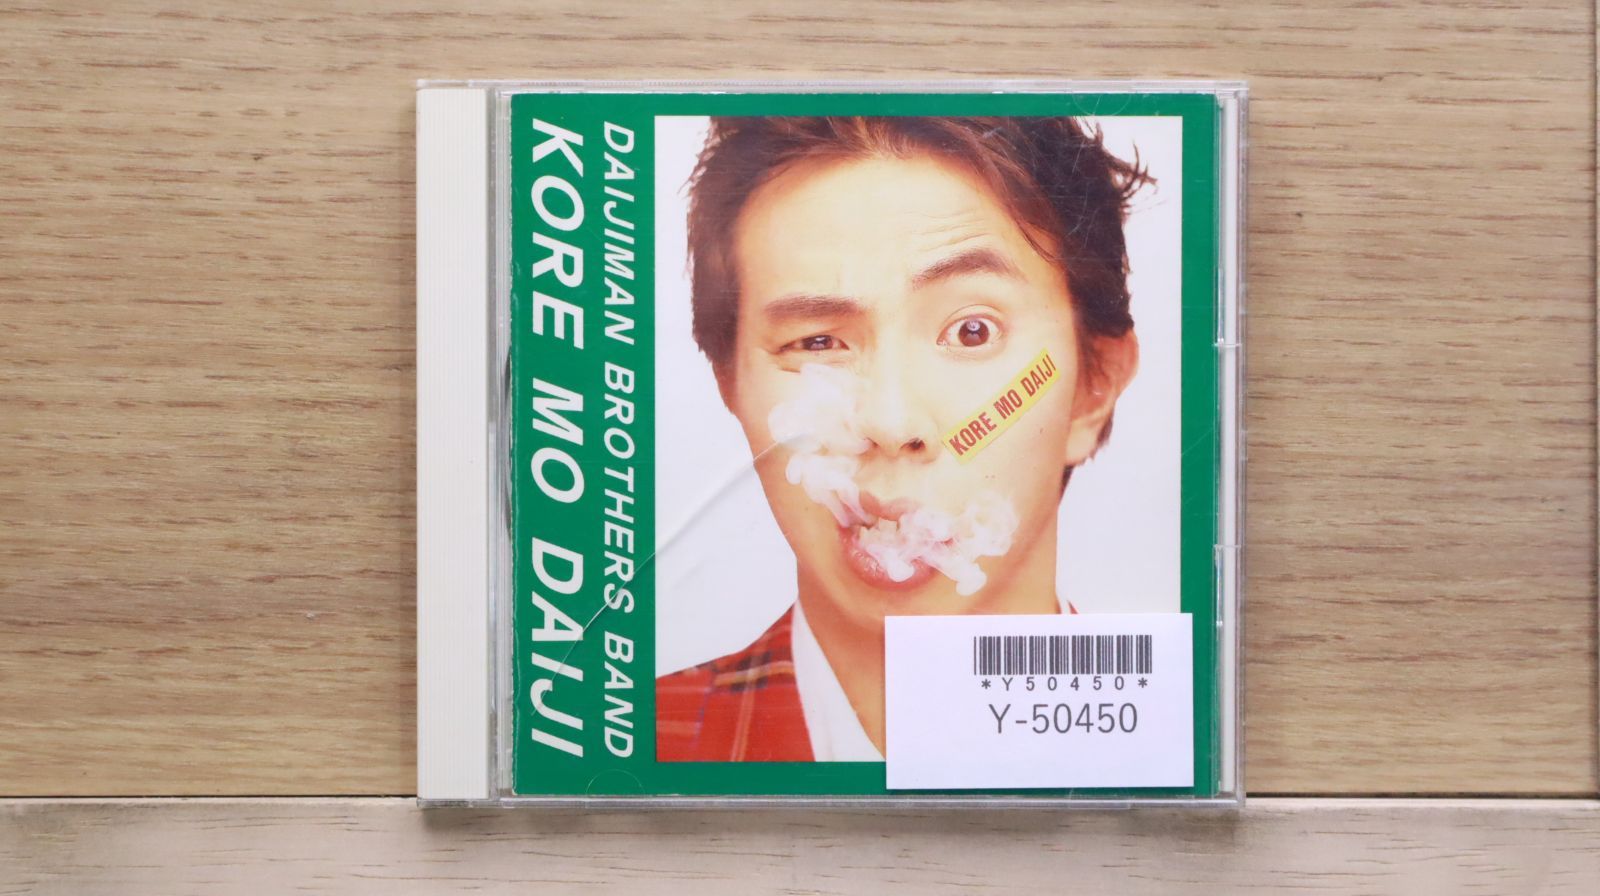 DAIJIMAN BROTHERS BAND
KORE MO DAIJI
KORE MO DAIJI
*Y50450*
Y-50450